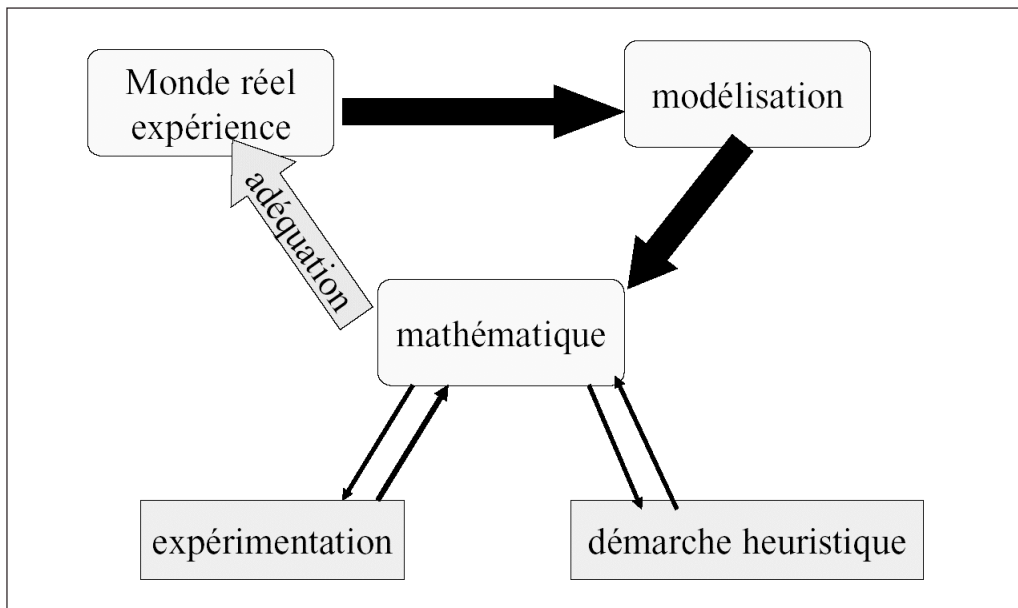 Monde réel
expérience
modélisation
adéquation
mathématique
expérimentation
démarche heuristique